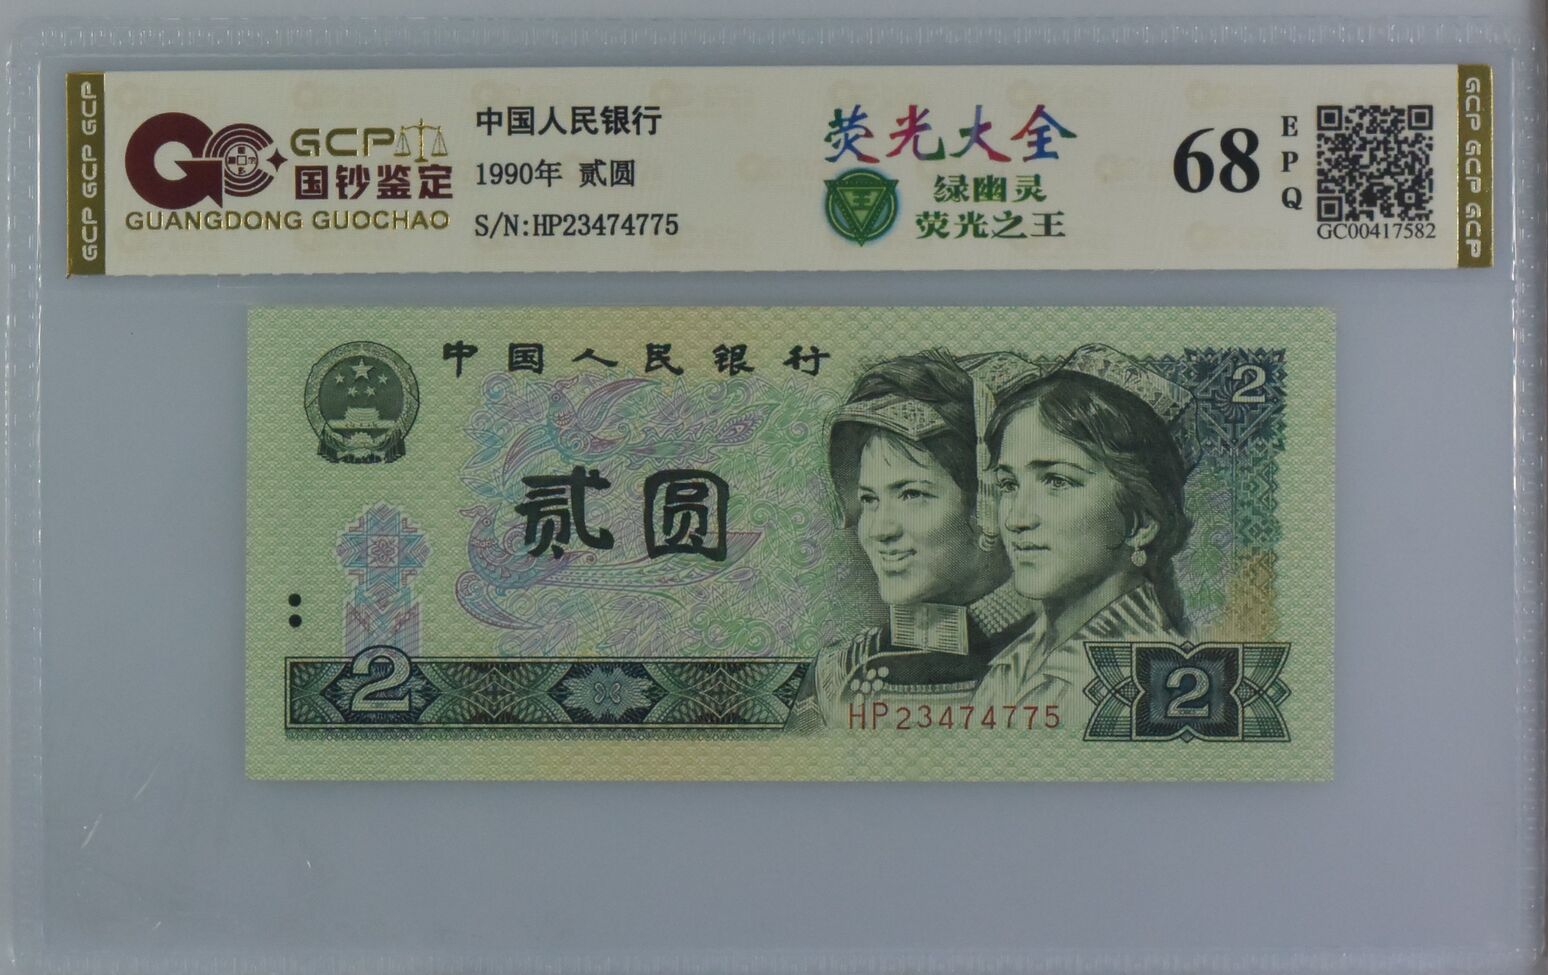 GCP GCP GCP
GCP
国钞鉴定
GUANGDONG GUOCHAO
中国人民银行
1990年 贰圆
S/N:HP23474775
荧光大全
王
绿幽灵
荧光之王
68
EPQ
GC00417582
GCP GCP GCP
中国人民银行
2
贰圆
2
HP23474775
2